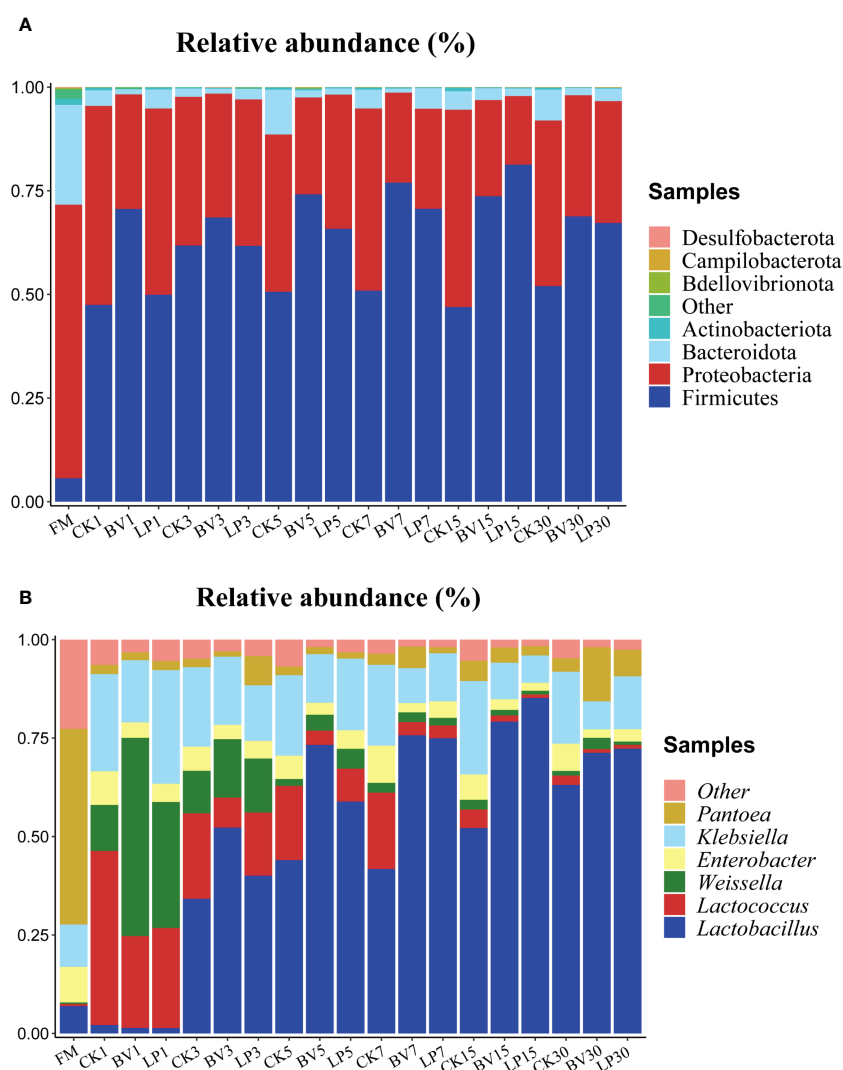 A
Relative abundance (%)
1.00
0.75
0.50
0.25
0.00
FM CK1 BV1 LP1 CK3 BV3 LP3 CK5 BV5 LP5 CK7 BV7 LP7 CK15 BV15 LP15 CK30 BV30 LP30
Samples
Desulfobacterota
Campilobacterota
Bdellovibrionota
Other
Actinobacteriota
Bacteroidota
Proteobacteria
Firmicutes
B
Relative abundance (%)
1.00
0.75
0.50
0.25
0.00
FM CK1 BV1 LP1 CK3 BV3 LP3 CK5 BV5 LP5 CK7 BV7 LP7 CK15 BV15 LP15 CK30 BV30 LP30
Samples
Other
Pantoea
Klebsiella
Enterobacter
Weissella
Lactococcus
Lactobacillus